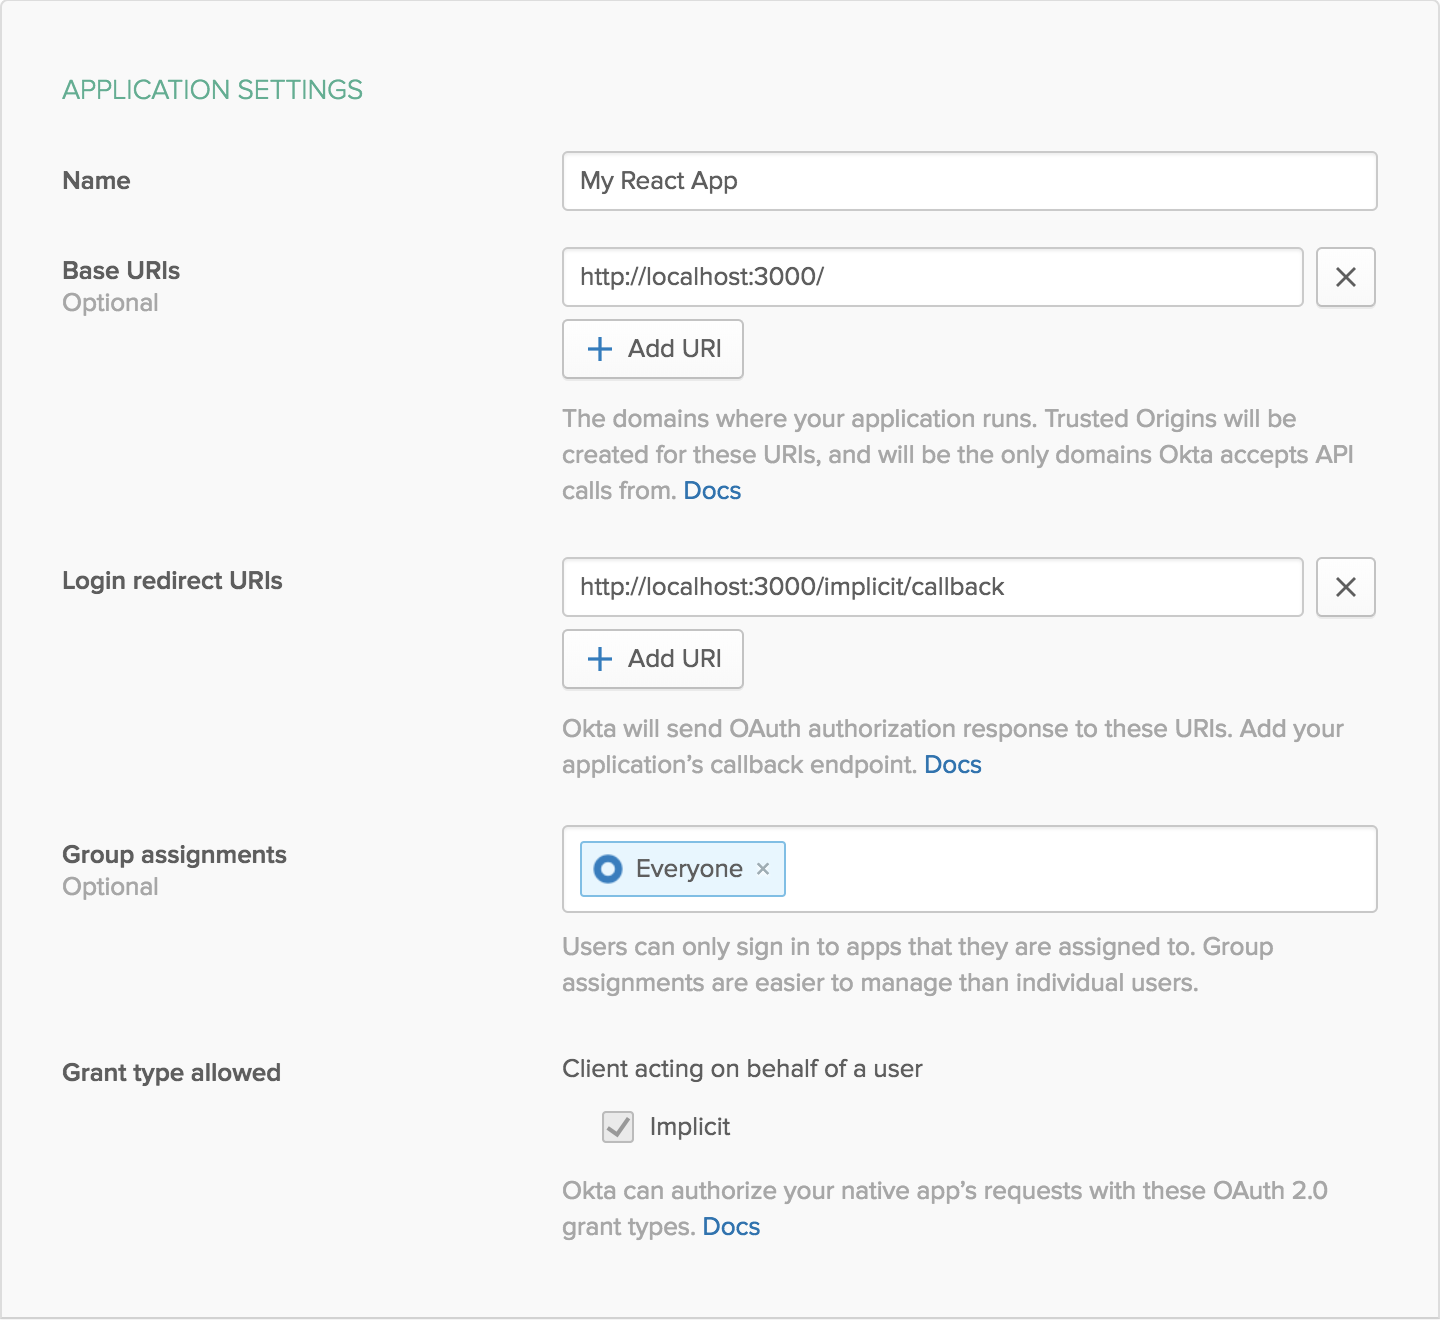 APPLICATION SETTINGS
Name
My React App
Base URIs
Optional
http://localhost:3000/
Add URI
The domains where your application runs. Trusted Origins will be
created for these URIs, and will be the only domains Okta accepts API
calls from. Docs
Login redirect URIs
http://localhost:3000/implicit/callback
Add URI
Okta will send OAuth authorization response to these URIs. Add your
application’s callback endpoint. Docs
Group assignments
Optional
Everyone
Users can only sign in to apps that they are assigned to. Group
assignments are easier to manage than individual users.
Grant type allowed
Client acting on behalf of a user
Implicit
Okta can authorize your native app’s requests with these OAuth 2.0
grant types. Docs